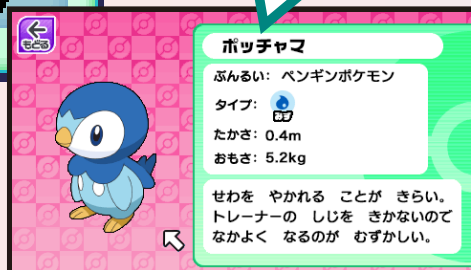 もどる
ポッチャマ
ぶんるい： ペンギンポケモン
タイプ：
みず
たかさ：0.4m
おもさ：5.2kg
せわを やかれる ことが きらい。
トレーナーの しじを きかないので
なかよく なるのが むずかしい。